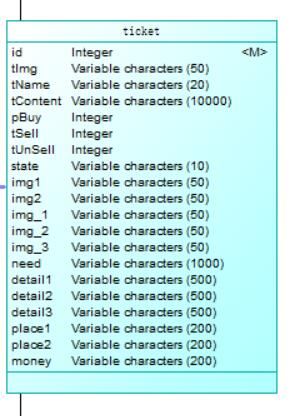 ticket
id Integer <M>
tImg Variable characters (50)
tName Variable characters (20)
tContent Variable characters (10000)
pBuy Integer
tSell Integer
tUnSell Integer
state Variable characters (10)
img1 Variable characters (50)
img2 Variable characters (50)
img_1 Variable characters (50)
img_2 Variable characters (50)
img_3 Variable characters (50)
need Variable characters (1000)
detail1 Variable characters (500)
detail2 Variable characters (500)
detail3 Variable characters (500)
place1 Variable characters (200)
place2 Variable characters (200)
money Variable characters (200)